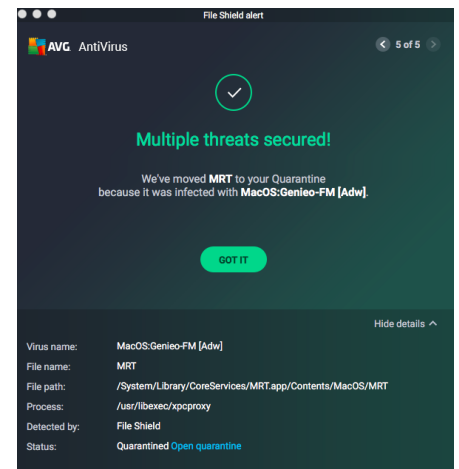 File Shield alert
AVG AntiVirus
5 of 5
Multiple threats secured!
We've moved MRT to your Quarantine
because it was infected with MacOS:Genieo-FM [Adw].
GOT IT
Hide details
Virus name: MacOS:Genieo-FM [Adw]
File name: MRT
File path: /System/Library/CoreServices/MRT.app/Contents/MacOS/MRT
Process: /usr/libexec/xpcproxy
Detected by: File Shield
Status: Quarantined Open quarantine